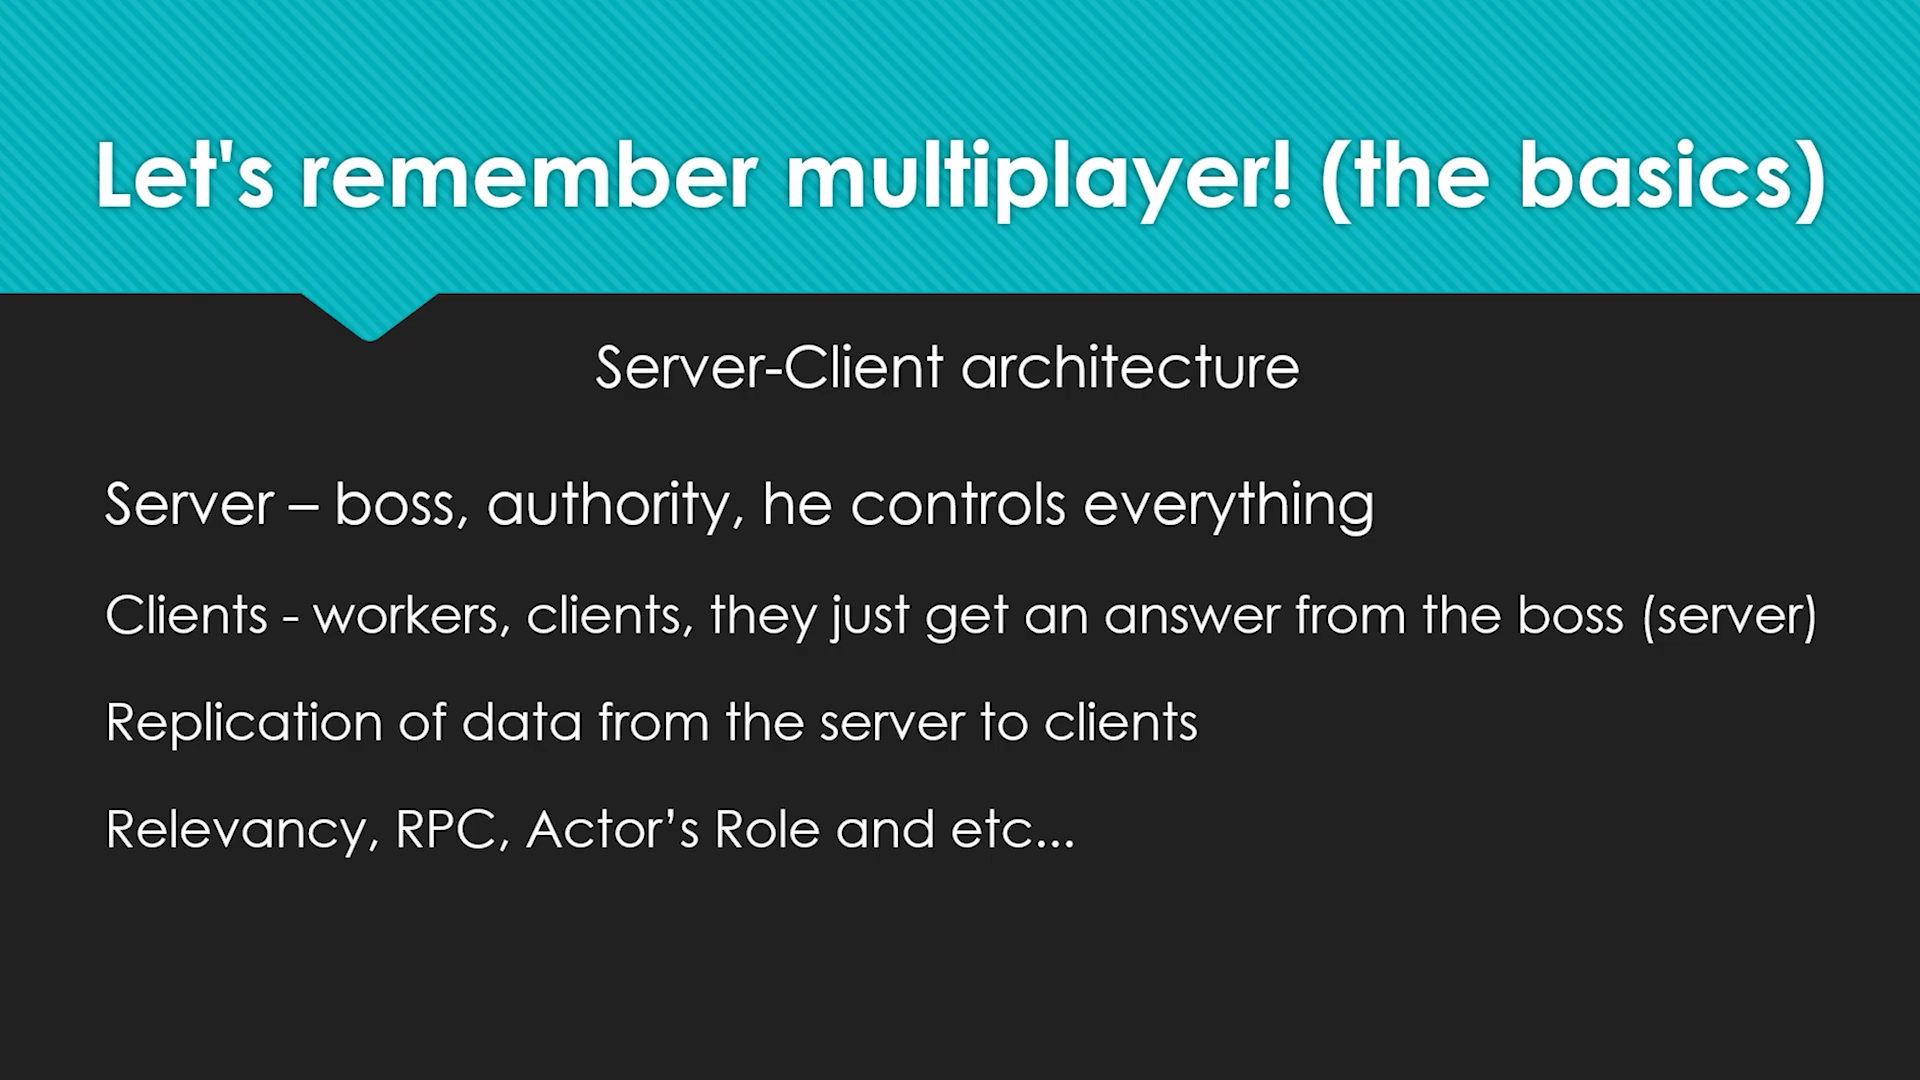 Let's remember multiplayer! (the basics)
Server-Client architecture
Server – boss, authority, he controls everything
Clients - workers, clients, they just get an answer from the boss (server)
Replication of data from the server to clients
Relevancy, RPC, Actor’s Role and etc...